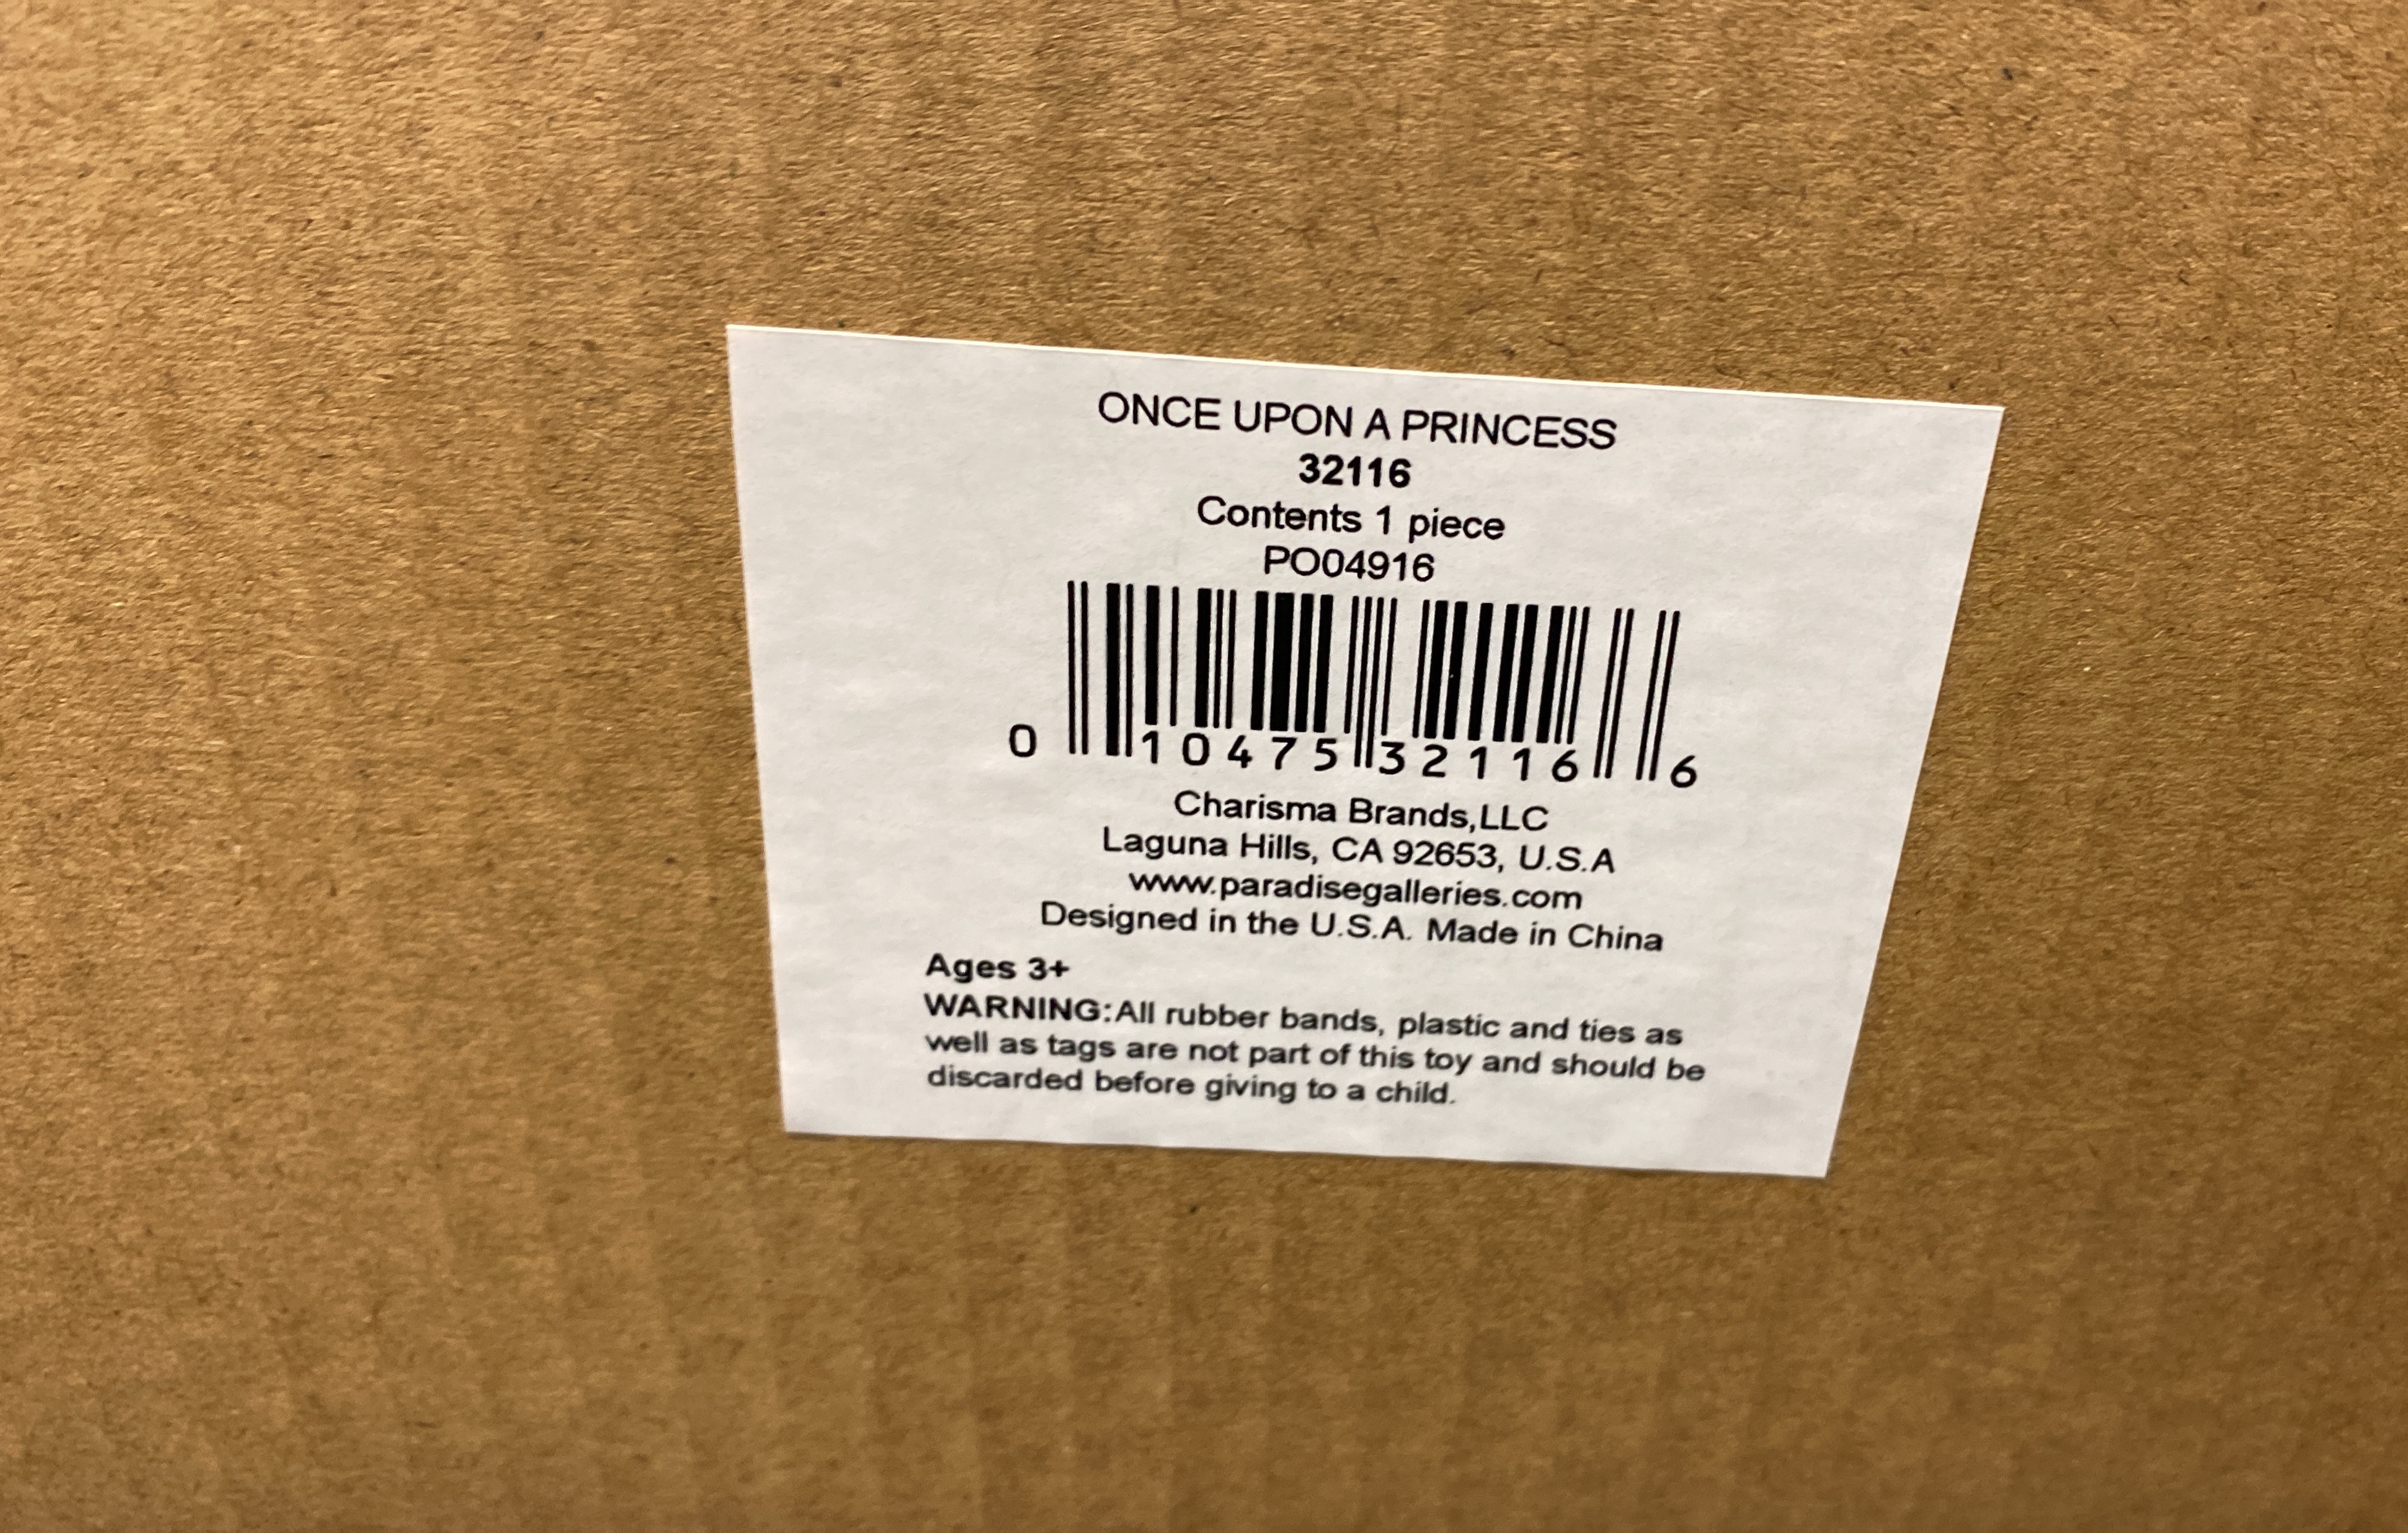 ONCE UPON A PRINCESS
32116
Contents 1 piece
PO04916
0 10475 32116 6
Charisma Brands,LLC
Laguna Hills, CA 92653, U.S.A
www.paradisegalleries.com
Designed in the U.S.A. Made in China
Ages 3+
WARNING:All rubber bands, plastic and ties as
well as tags are not part of this toy and should be
discarded before giving to a child.